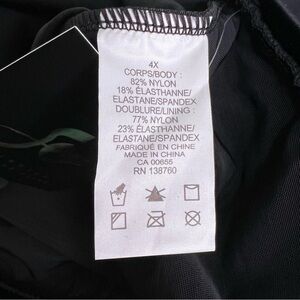 4X
CORPS/BODY :
82% NYLON
18% ÉLASTHANNE/
ELASTANE/SPANDEX
DOUBLURE/LINING :
77% NYLON
23% ÉLASTHANNE/
ELASTANE/SPANDEX
FABRIQUÉ EN CHINE
MADE IN CHINA
CA 00655
RN 138760